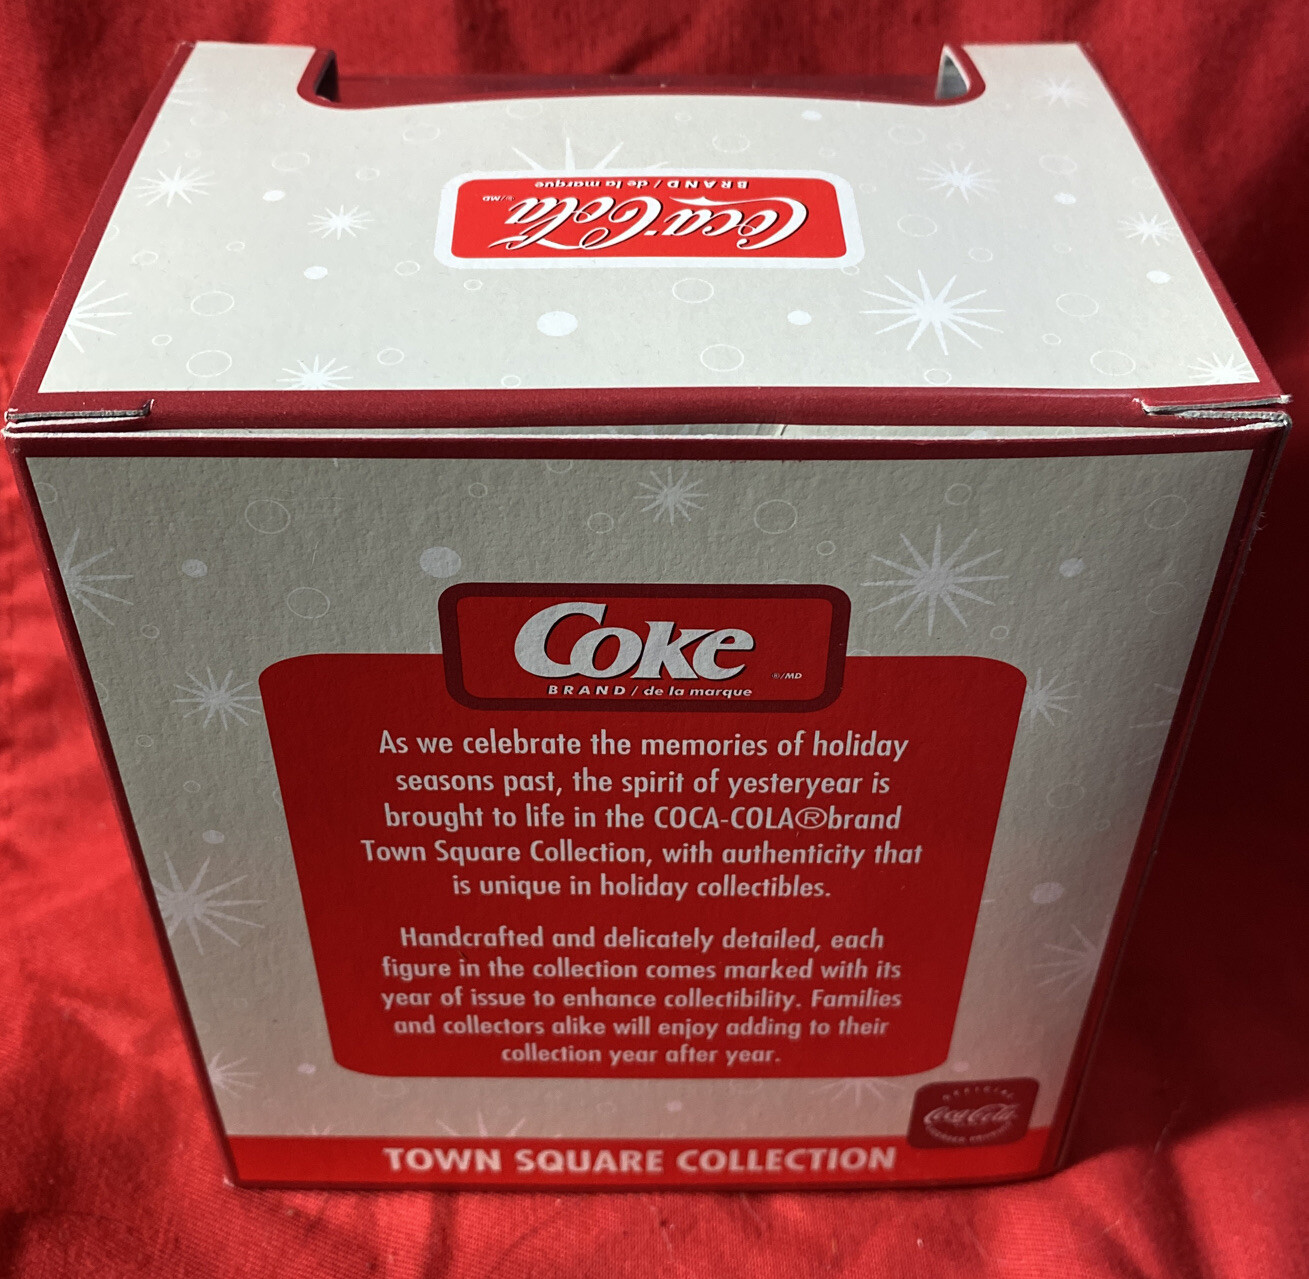 Coca-Cola
®/MD
BRAND / de la marque
Coke
®/MD
BRAND / de la marque
As we celebrate the memories of holiday
seasons past, the spirit of yesteryear is
brought to life in the COCA-COLA®brand
Town Square Collection, with authenticity that
is unique in holiday collectibles.
Handcrafted and delicately detailed, each
figure in the collection comes marked with its
year of issue to enhance collectibility. Families
and collectors alike will enjoy adding to their
collection year after year.
OFFICIAL
Coca-Cola
TOWN SQUARE COLLECTION